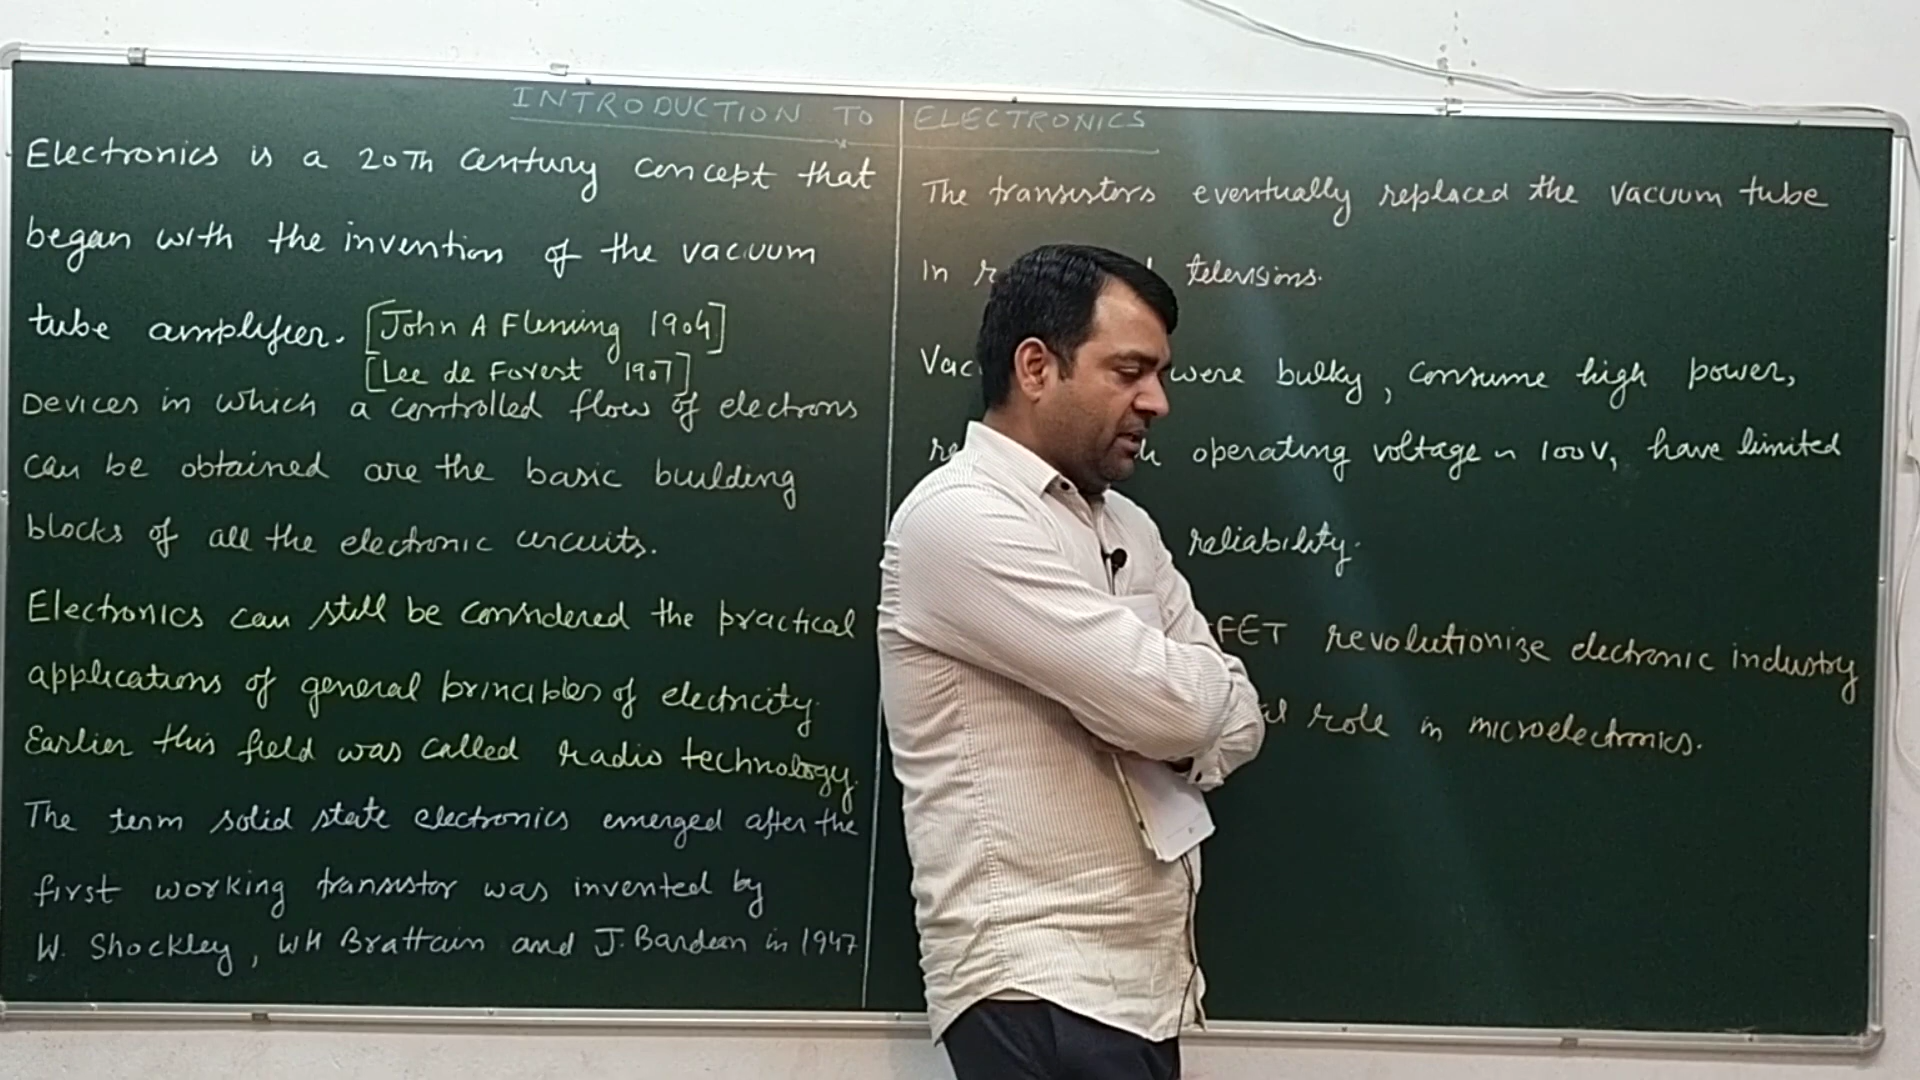 INTRODUCTION TO ELECTRONICS
Electronics is a 20Th century concept that
began with the invention of the vacuum
tube amplifier. [John A Fleming 1904]
[Lee de Forest 1907]
Devices in which a controlled flow of electrons
can be obtained are the basic building
blocks of all the electronic circuits.
Electronics can still be considered the practical
applications of general principles of electricity.
Earlier this field was called radio technology.
The term solid state electronics emerged after the
first working transistor was invented by
W. Shockley, WH Brattain and J. Bardeen in 1947
The transistors eventually replaced the vacuum tube
in televisions.
were bulky, consume high power,
operating voltage ~ 100V, have limited
reliability.
FET revolutionize electronic industry
role in microelectronics.